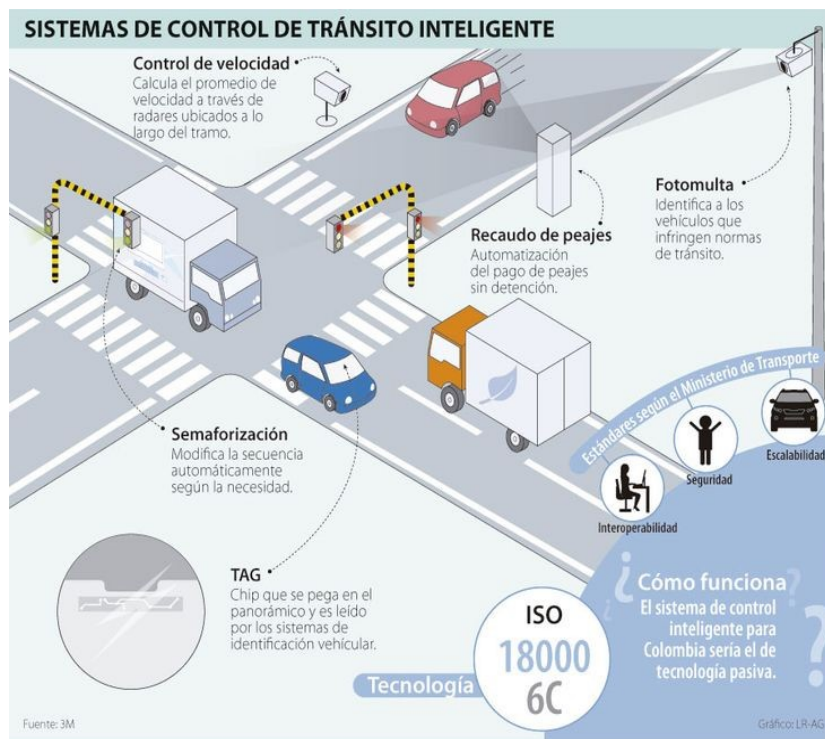 SISTEMAS DE CONTROL DE TRÁNSITO INTELIGENTE
Control de velocidad
Calcula el promedio de
velocidad a través de
radares ubicados a lo
largo del tramo.
Fotomulta
Identifica a los
vehículos que
infringen normas
de tránsito.
Recaudo de peajes
Automatización
del pago de peajes
sin detención.
Semaforización
Modifica la secuencia
automáticamente
según la necesidad.
Estándares según el Ministerio de Transporte
Interoperabilidad
Seguridad
Escalabilidad
TAG
Chip que se pega en el
panorámico y es leído
por los sistemas de
identificación vehícular.
Tecnología
ISO
18000
6C
¿Cómo funciona?
El sistema de control
inteligente para
Colombia sería el de
tecnología pasiva.
Fuente: 3M
Gráfico: LR-AG